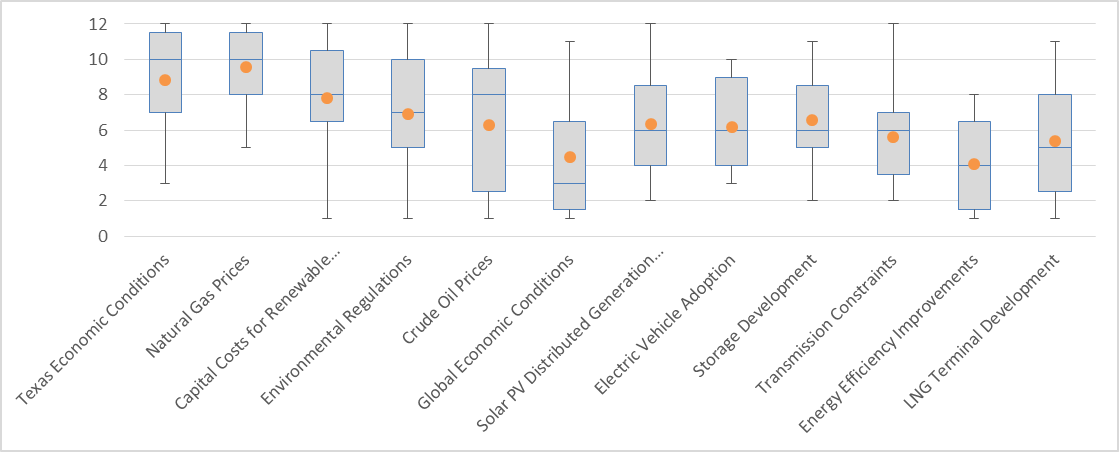 12
10
8
6
4
2
0
Texas Economic Conditions
Natural Gas Prices
Capital Costs for Renewable...
Environmental Regulations
Crude Oil Prices
Global Economic Conditions
Solar PV Distributed Generation...
Electric Vehicle Adoption
Storage Development
Transmission Constraints
Energy Efficiency Improvements
LNG Terminal Development